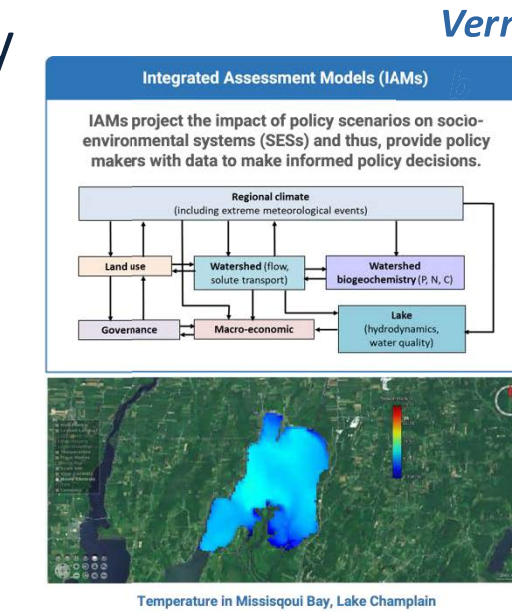 y
Vern
Integrated Assessment Models (IAMs)
IAMs project the impact of policy scenarios on socio-
environmental systems (SESs) and thus, provide policy
makers with data to make informed policy decisions.
Regional climate
(including extreme meteorological events)
Land use
Watershed (flow,
solute transport)
Watershed
biogeochemistry (P, N, C)
Governance
Macro-economic
Lake
(hydrodynamics,
water quality)
Temperature in Missisqoui Bay, Lake Champlain